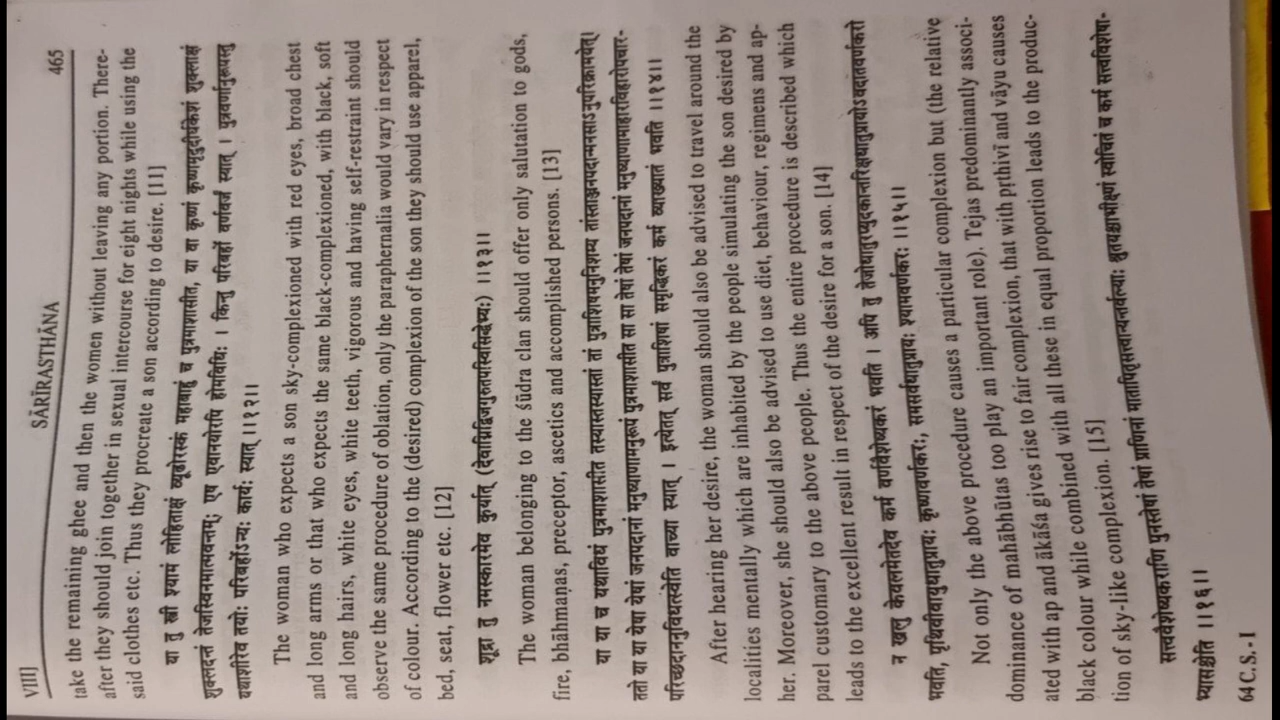 VIII] ŚĀRĪRASTHĀNA 465
take the remaining ghee and then the women without leaving any portion. There-
after they should join together in sexual intercourse for eight nights while using the
said clothes etc. Thus they procreate a son according to desire. [11]
या तु स्त्री श्यामं लोहिताक्षं व्यूढोरस्कं महाबाहुं च पुत्रमाशासीत, या वा कृष्णं कृष्णमृदुदीर्घकेशं शुक्लाक्षं
शुक्लदन्तं तेजस्विनमात्मवन्तम्; एष एवानयोरपि होमविधिः । किन्तु परिबर्हो वर्णवर्जं स्यात् । पुत्रवर्णानुरूपस्तु
यथाशीरेव तयोः परिबर्होऽन्यः कार्यः स्यात् ।।१२।।
The woman who expects a son sky-complexioned with red eyes, broad chest
and long arms or that who expects the same black-complexioned, with black, soft
and long hairs, white eyes, white teeth, vigorous and having self-restraint should
observe the same procedure of oblation, only the paraphernalia would vary in respect
of colour. According to the (desired) complexion of the son they should use apparel,
bed, seat, flower etc. [12]
शूद्रा तु नमस्कारमेव कुर्यात् (देवाग्निद्विजगुरुतपस्विसिद्धेभ्यः) ।।१३।।
The woman belonging to the śūdra clan should offer only salutation to gods,
fire, bhāhmaṇas, preceptor, ascetics and accomplished persons. [13]
या या च यथाविधं पुत्रमाशासीत तस्यास्तस्यास्तां तां पुत्राशिषमनुनिशम्य तांस्ताञ्जनपदान्मनसाऽनुपरिक्रामयेत्।
ततो या या येषां येषां जनपदानां मनुष्याणामनुरूपं पुत्रमाशासीत सा सा तेषां तेषां जनपदानां मनुष्याणामाहारविहारोपचार-
परिच्छदाननुविधत्स्वेति वाच्या स्यात् । इत्येतत् सर्वं पुत्राशिषां समृद्धिकरं कर्म व्याख्यातं भवति ।।१४।।
After hearing her desire, the woman should also be advised to travel around the
localities mentally which are inhabited by the people simulating the son desired by
her. Moreover, she should also be advised to use diet, behaviour, regimens and ap-
parel customary to the above people. Thus the entire procedure is described which
leads to the excellent result in respect of the desire for a son. [14]
न खलु केवलमेतदेव कर्म वर्णवैशेष्यकरं भवति । अपि तु तेजोधातुरप्युदकान्तरिक्षधातुप्रायोऽवदातवर्णकरो
भवति, पृथिवीवायुधातुप्रायः कृष्णवर्णकरः, समसर्वधातुप्रायः श्यामवर्णकरः ।।१५।।
Not only the above procedure causes a particular complexion but (the relative
dominance of mahābhūtas too play an important role). Tejas predominantly associ-
ated with ap and ākāśa gives rise to fair complexion, that with pṛthivī and vāyu causes
black colour while combined with all these in equal proportion leads to the produc-
tion of sky-like complexion. [15]
सत्त्ववैशेष्यकराणि पुनस्तेषां तेषां प्राणिनां मातापितृसत्त्वान्यन्तर्वत्न्याः श्रुतयश्चाभीक्ष्णं स्वोचितं च कर्म सत्त्वविशेषा-
भ्यासश्चेति ।।१६।।
64 C.S.-I